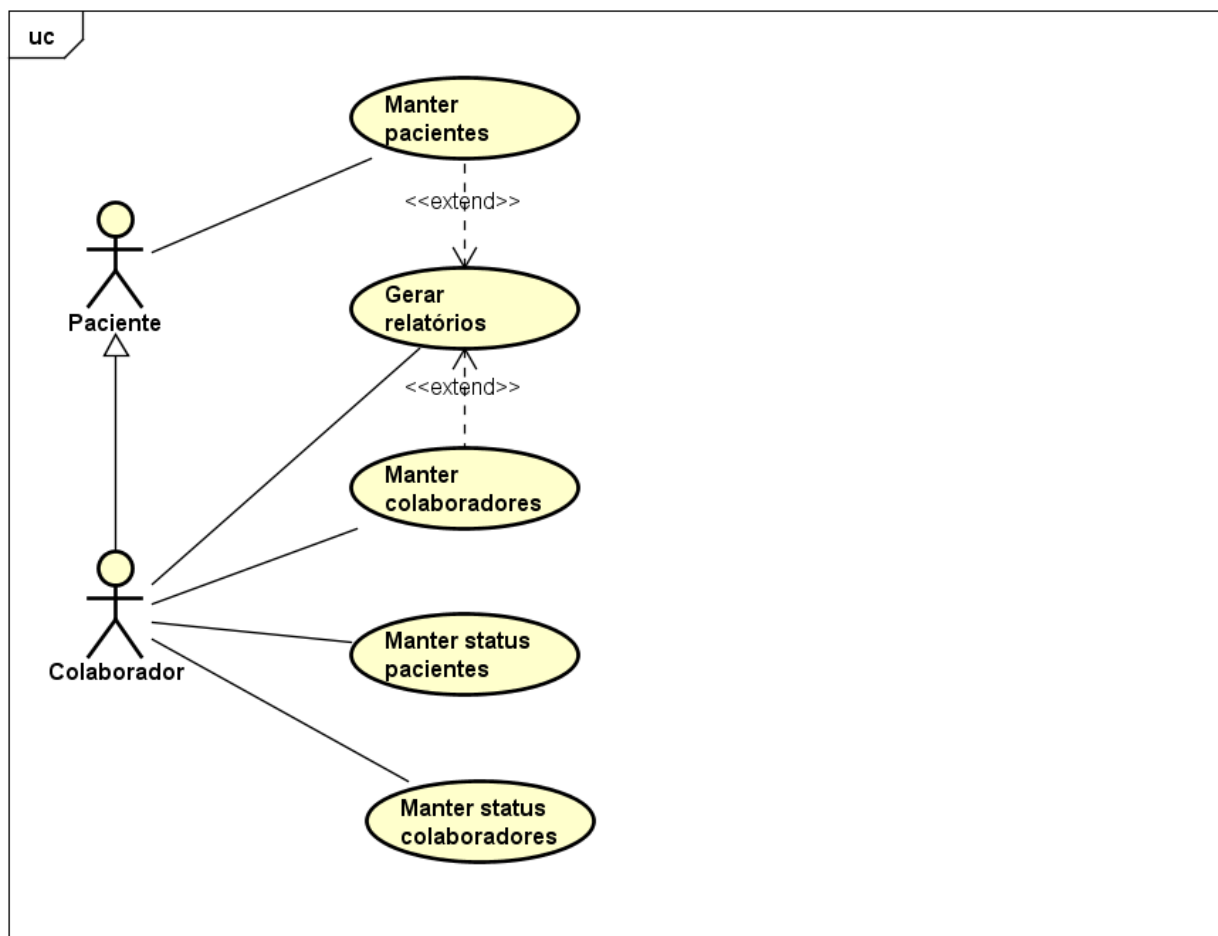 uc
Manter
pacientes
<<extend>>
Paciente
Gerar
relatórios
<<extend>>
Manter
colaboradores
Colaborador
Manter status
pacientes
Manter status
colaboradores